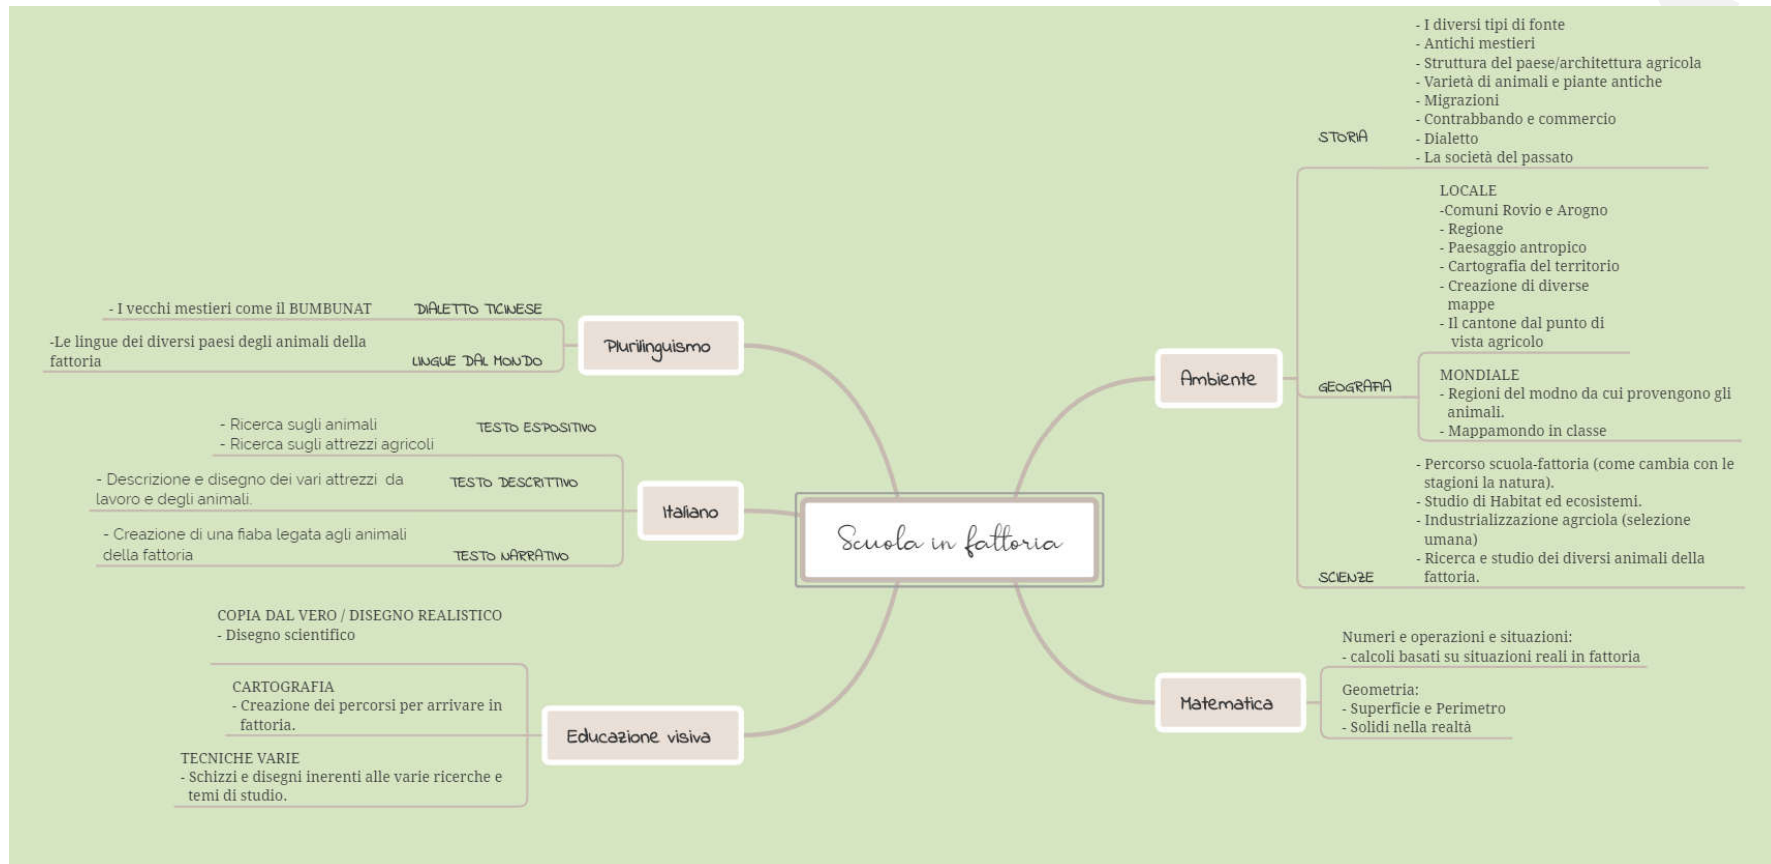 Scuola in fattoria
Plurilinguismo
DIALETTO TICINESE
- I vecchi mestieri come il BUMBUNAT
LINGUE DAL MONDO
-Le lingue dei diversi paesi degli animali della
fattoria
Italiano
TESTO ESPOSITIVO
- Ricerca sugli animali
- Ricerca sugli attrezzi agricoli
TESTO DESCRITTIVO
- Descrizione e disegno dei vari attrezzi da
lavoro e degli animali.
TESTO NARRATIVO
- Creazione di una fiaba legata agli animali
della fattoria
Educazione visiva
COPIA DAL VERO / DISEGNO REALISTICO
- Disegno scientifico
CARTOGRAFIA
- Creazione dei percorsi per arrivare in
fattoria.
TECNICHE VARIE
- Schizzi e disegni inerenti alle varie ricerche e
temi di studio.
Ambiente
STORIA
- I diversi tipi di fonte
- Antichi mestieri
- Struttura del paese/architettura agricola
- Varietà di animali e piante antiche
- Migrazioni
- Contrabbando e commercio
- Dialetto
- La società del passato
GEOGRAFIA
LOCALE
-Comuni Rovio e Arogno
- Regione
- Paesaggio antropico
- Cartografia del territorio
- Creazione di diverse
mappe
- Il cantone dal punto di
vista agricolo
MONDIALE
- Regioni del modno da cui provengono gli
animali.
- Mappamondo in classe
SCIENZE
- Percorso scuola-fattoria (come cambia con le
stagioni la natura).
- Studio di Habitat ed ecosistemi.
- Industrializzazione agrciola (selezione
umana)
- Ricerca e studio dei diversi animali della
fattoria.
Matematica
Numeri e operazioni e situazioni:
- calcoli basati su situazioni reali in fattoria
Geometria:
- Superficie e Perimetro
- Solidi nella realtà